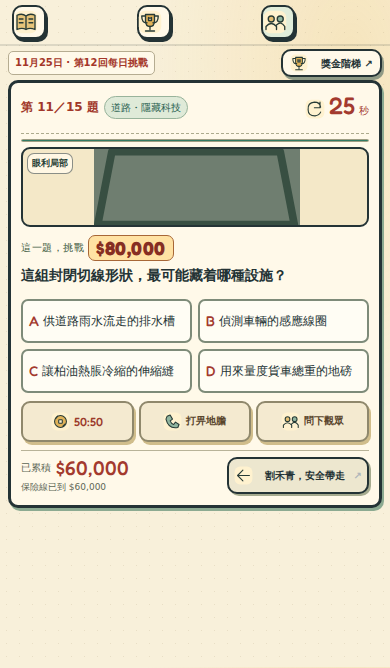 11月25日 · 第12回每日挑戰
獎金階梯 ↗
第 11／15 題
道路·隱藏科技
25 秒
眼利局部
這一題，挑戰 $80,000
這組封閉切線形狀，最可能藏着哪種設施？
A 供道路雨水流走的排水槽
B 偵測車輛的感應線圈
C 讓柏油熱脹冷縮的伸縮縫
D 用來量度貨車總重的地磅
50:50
打畀地膽
問下觀眾
已累積 $60,000
保險線已到 $60,000
割禾青，安全帶走 ↗